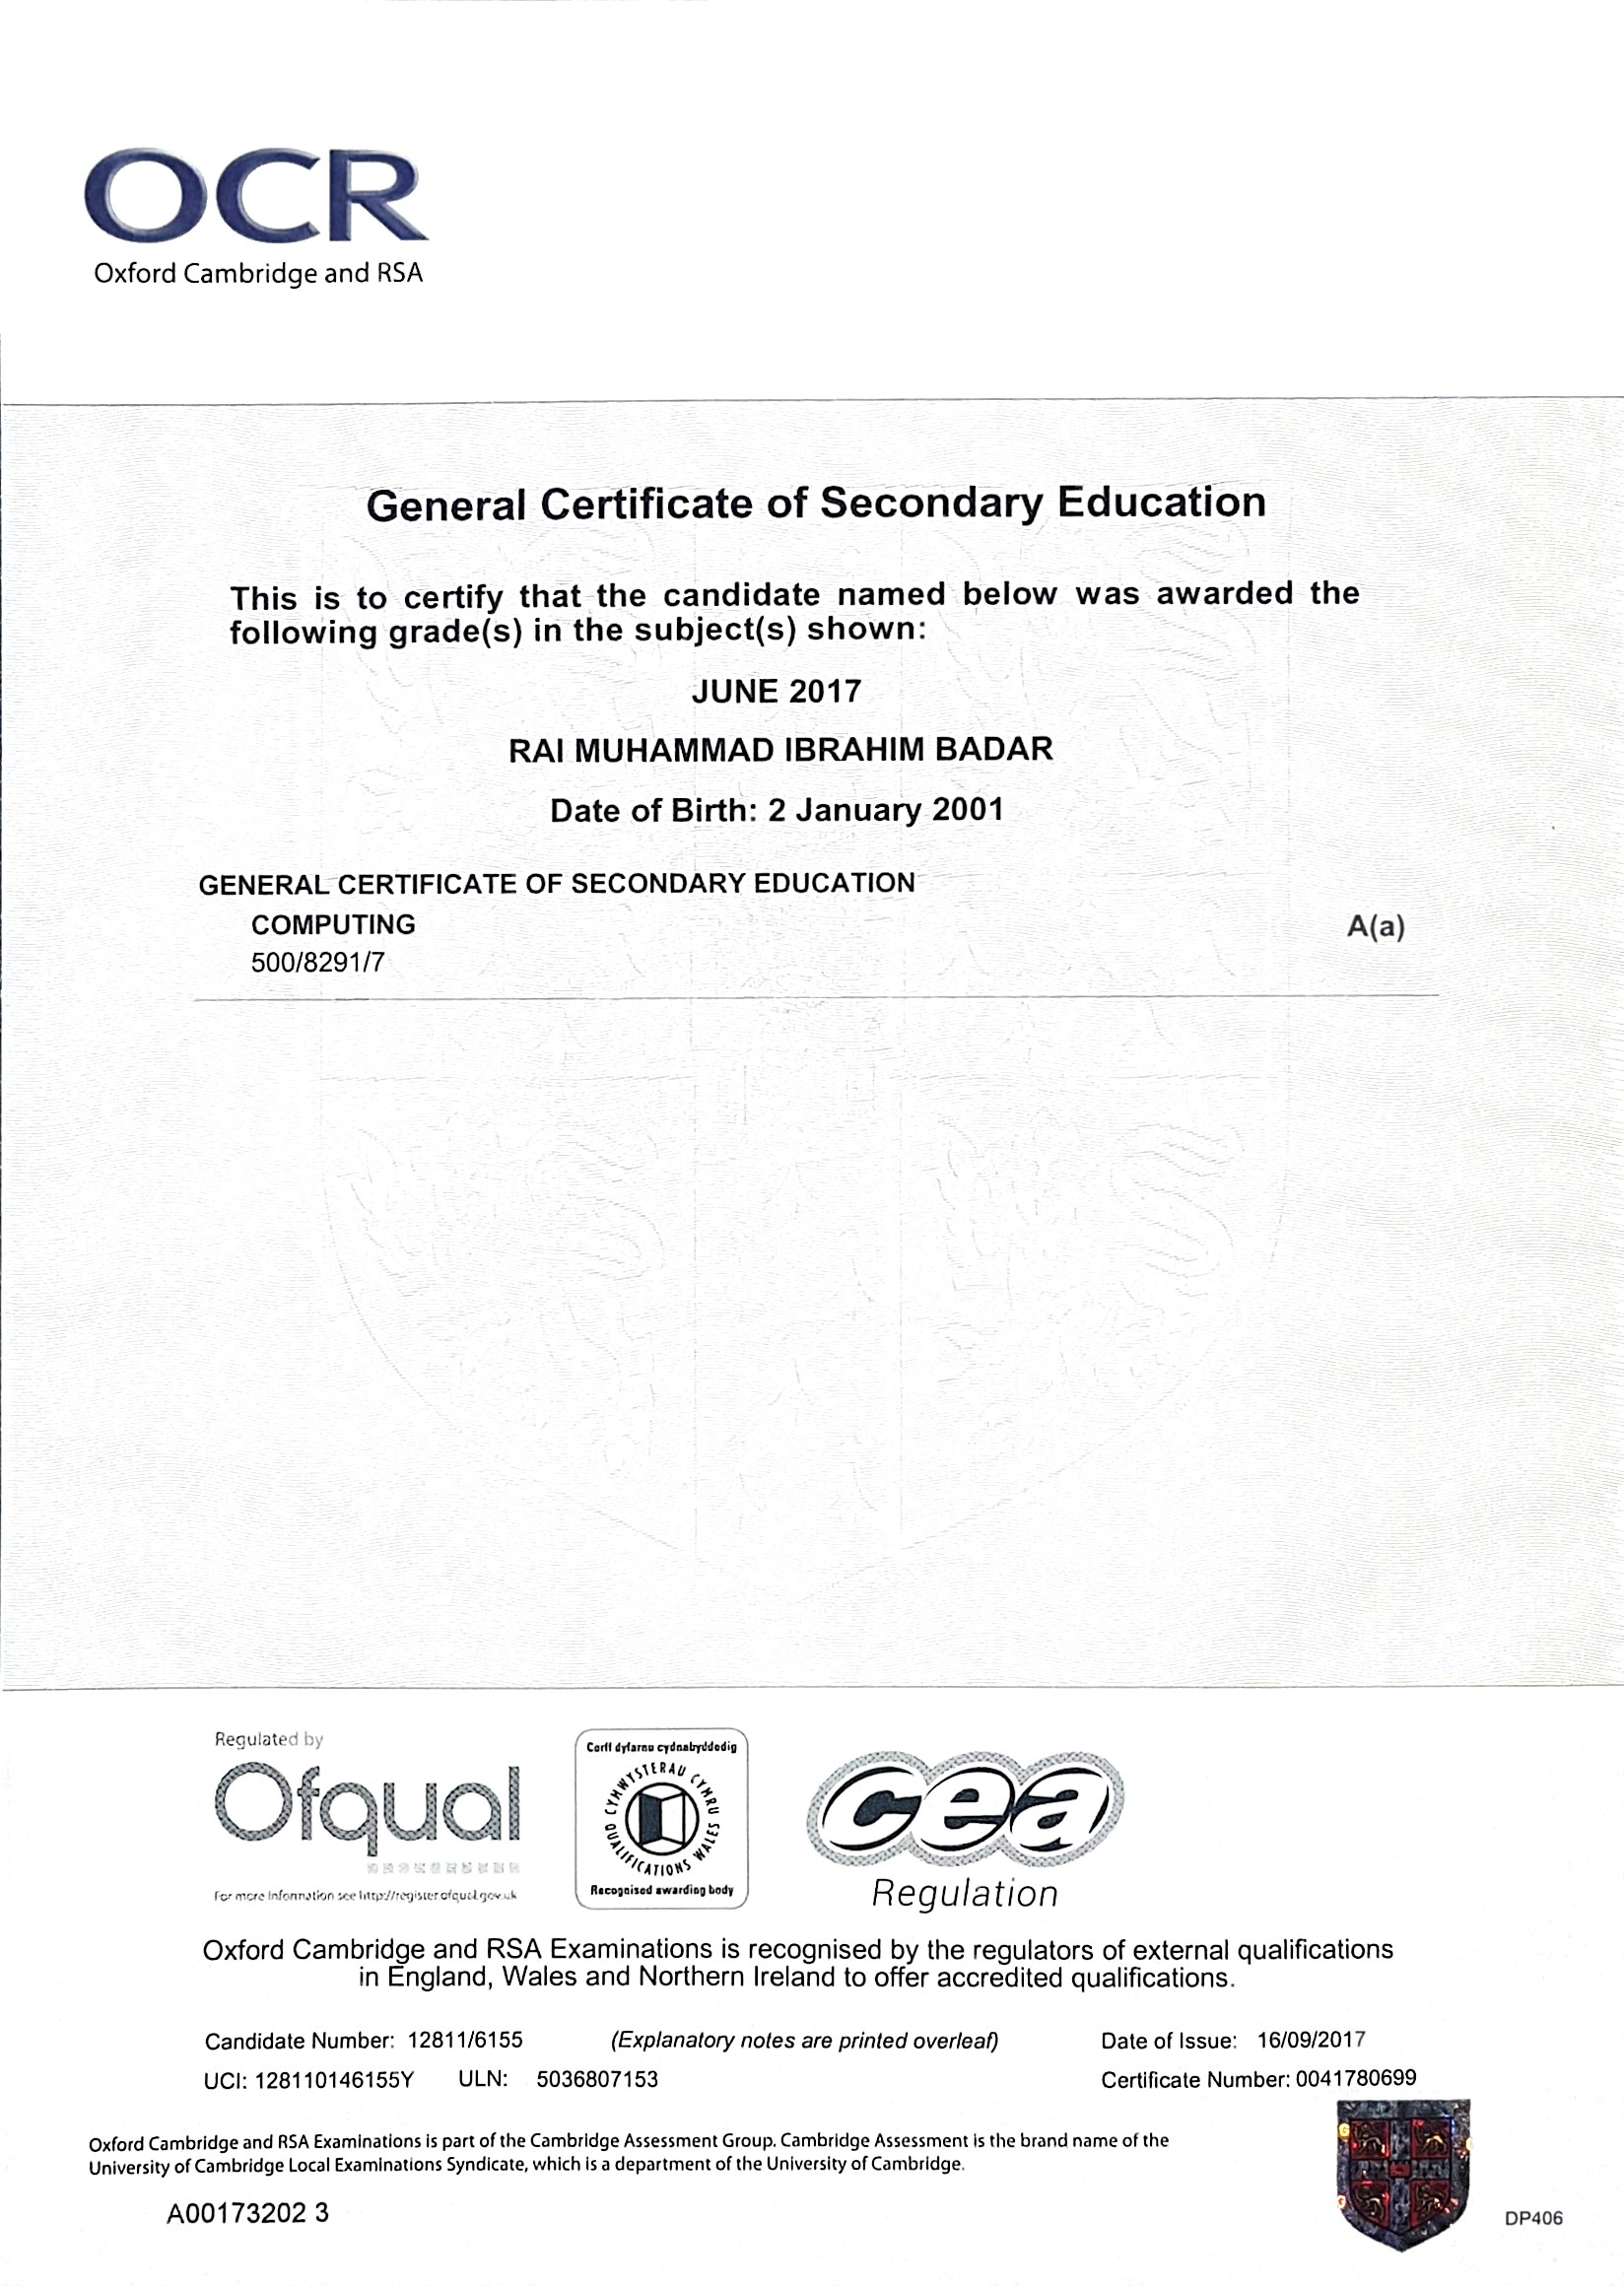 OCR
Oxford Cambridge and RSA
General Certificate of Secondary Education
This is to certify that the candidate named below was awarded the
following grade(s) in the subject(s) shown:
JUNE 2017
RAI MUHAMMAD IBRAHIM BADAR
Date of Birth: 2 January 2001
GENERAL CERTIFICATE OF SECONDARY EDUCATION
COMPUTING A(a)
500/8291/7
Regulated by
Ofqual
For more information see http://register.ofqual.gov.uk
Corff dyfarnu cydnabyddedig
CYMWYSTERAU CYMRU
QUALIFICATIONS WALES
Recognised awarding body
cea
Regulation
Oxford Cambridge and RSA Examinations is recognised by the regulators of external qualifications
in England, Wales and Northern Ireland to offer accredited qualifications.
Candidate Number: 12811/6155 (Explanatory notes are printed overleaf) Date of Issue: 16/09/2017
UCI: 128110146155Y ULN: 5036807153 Certificate Number: 0041780699
Oxford Cambridge and RSA Examinations is part of the Cambridge Assessment Group. Cambridge Assessment is the brand name of the
University of Cambridge Local Examinations Syndicate, which is a department of the University of Cambridge.
A00173202 3
DP406